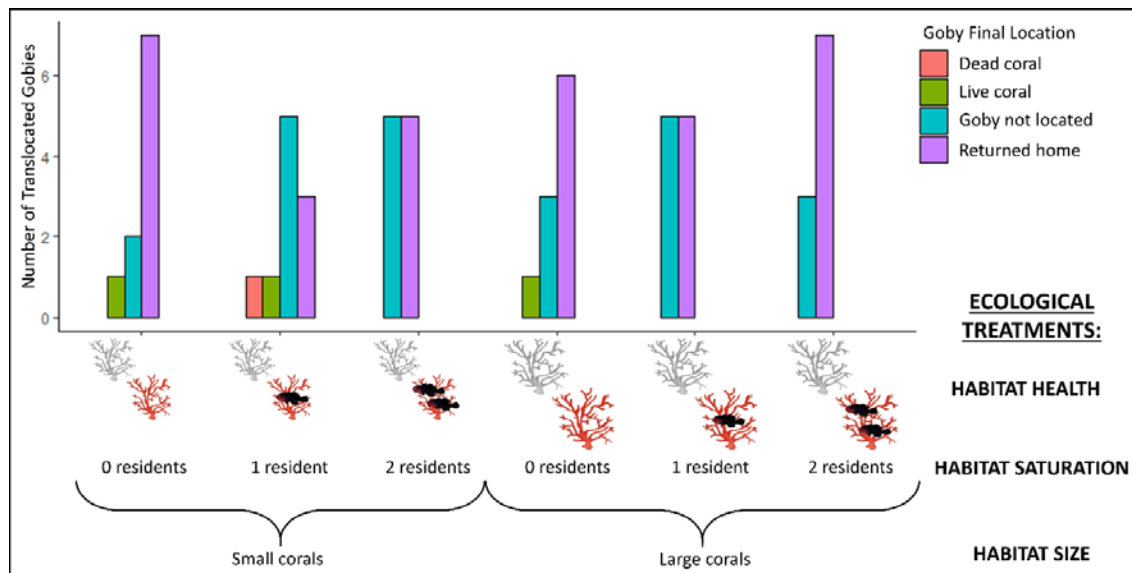 Goby Final Location
Dead coral
Live coral
Goby not located
Returned home
Number of Translocated Gobies
6
4
2
0
ECOLOGICAL
TREATMENTS:
HABITAT HEALTH
0 residents 1 resident 2 residents 0 residents 1 resident 2 residents HABITAT SATURATION
Small corals Large corals HABITAT SIZE